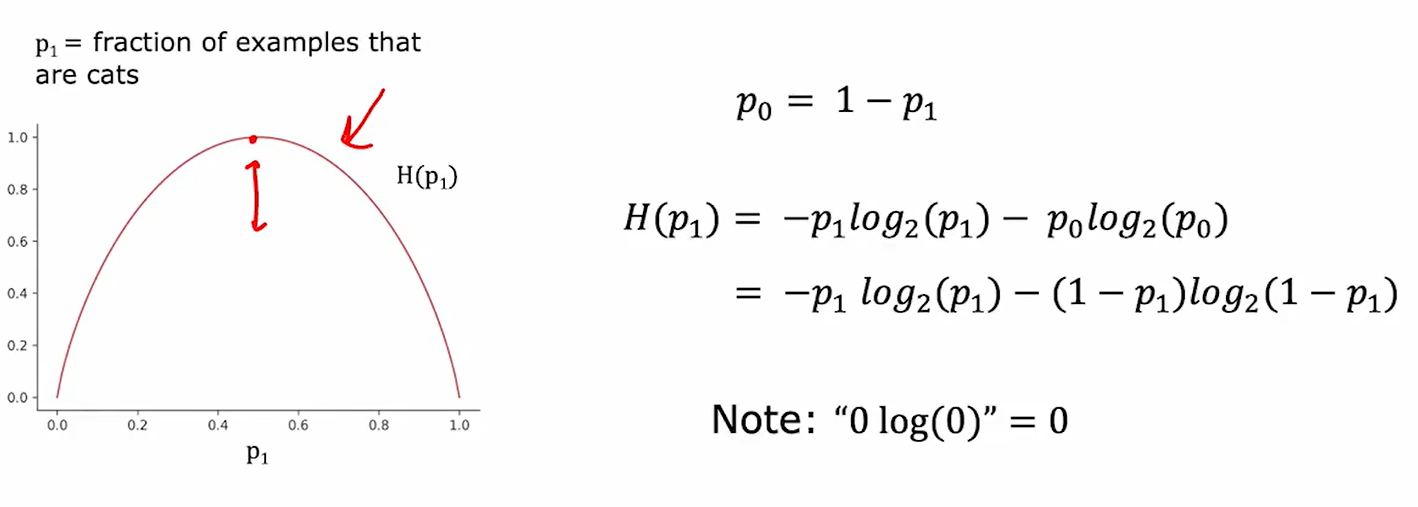 p₁ = fraction of examples that
are cats
1.0
0.8
0.6
0.4
0.2
0.0
0.0 0.2 0.4 0.6 0.8 1.0
p₁
H(p₁)
p₀ = 1 − p₁
H(p₁) = −p₁log₂(p₁) − p₀log₂(p₀)
= −p₁ log₂(p₁) − (1 − p₁)log₂(1 − p₁)
Note: “0 log(0)” = 0